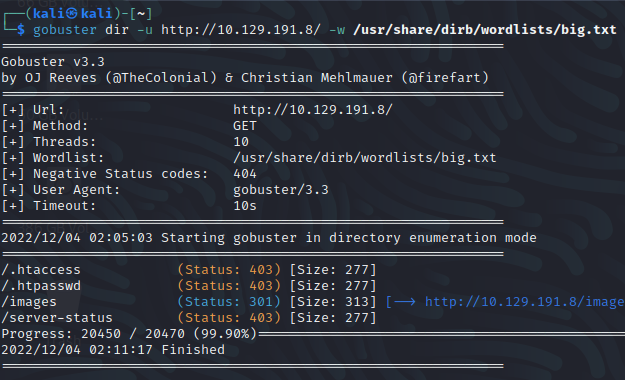 ┌──(kali㉿kali)-[~]
└─$ gobuster dir -u http://10.129.191.8/ -w /usr/share/dirb/wordlists/big.txt
===============================================================
Gobuster v3.3
by OJ Reeves (@TheColonial) & Christian Mehlmauer (@firefart)
===============================================================
[+] Url:                     http://10.129.191.8/
[+] Method:                  GET
[+] Threads:                 10
[+] Wordlist:                /usr/share/dirb/wordlists/big.txt
[+] Negative Status codes:   404
[+] User Agent:              gobuster/3.3
[+] Timeout:                 10s
===============================================================
2022/12/04 02:05:03 Starting gobuster in directory enumeration mode
===============================================================
/.htaccess            (Status: 403) [Size: 277]
/.htpasswd            (Status: 403) [Size: 277]
/images               (Status: 301) [Size: 313] [--> http://10.129.191.8/image
/server-status        (Status: 403) [Size: 277]
Progress: 20450 / 20470 (99.90%)===============================================
2022/12/04 02:11:17 Finished
===============================================================